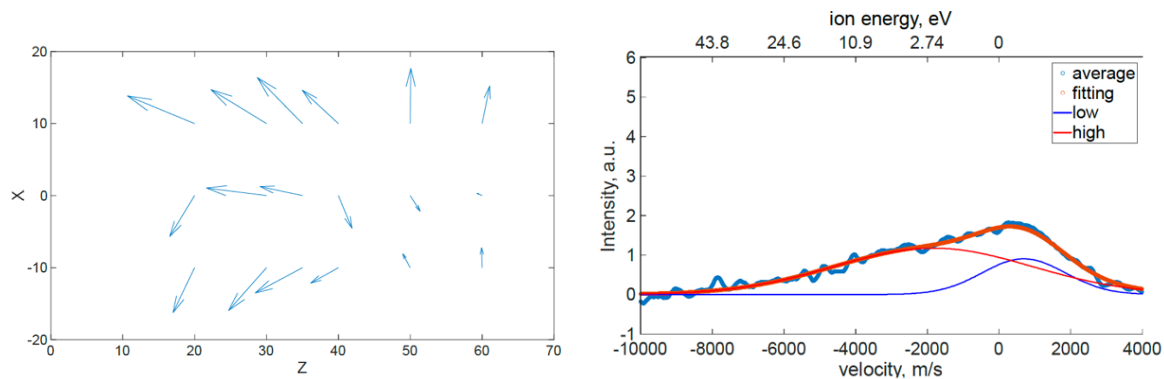 20
10
0
-10
-20
X
0 10 20 30 40 50 60 70
Z
ion energy, eV
43.8 24.6 10.9 2.74 0
6
5
4
3
2
1
0
-1
Intensity, a.u.
average
fitting
low
high
-10000 -8000 -6000 -4000 -2000 0 2000 4000
velocity, m/s